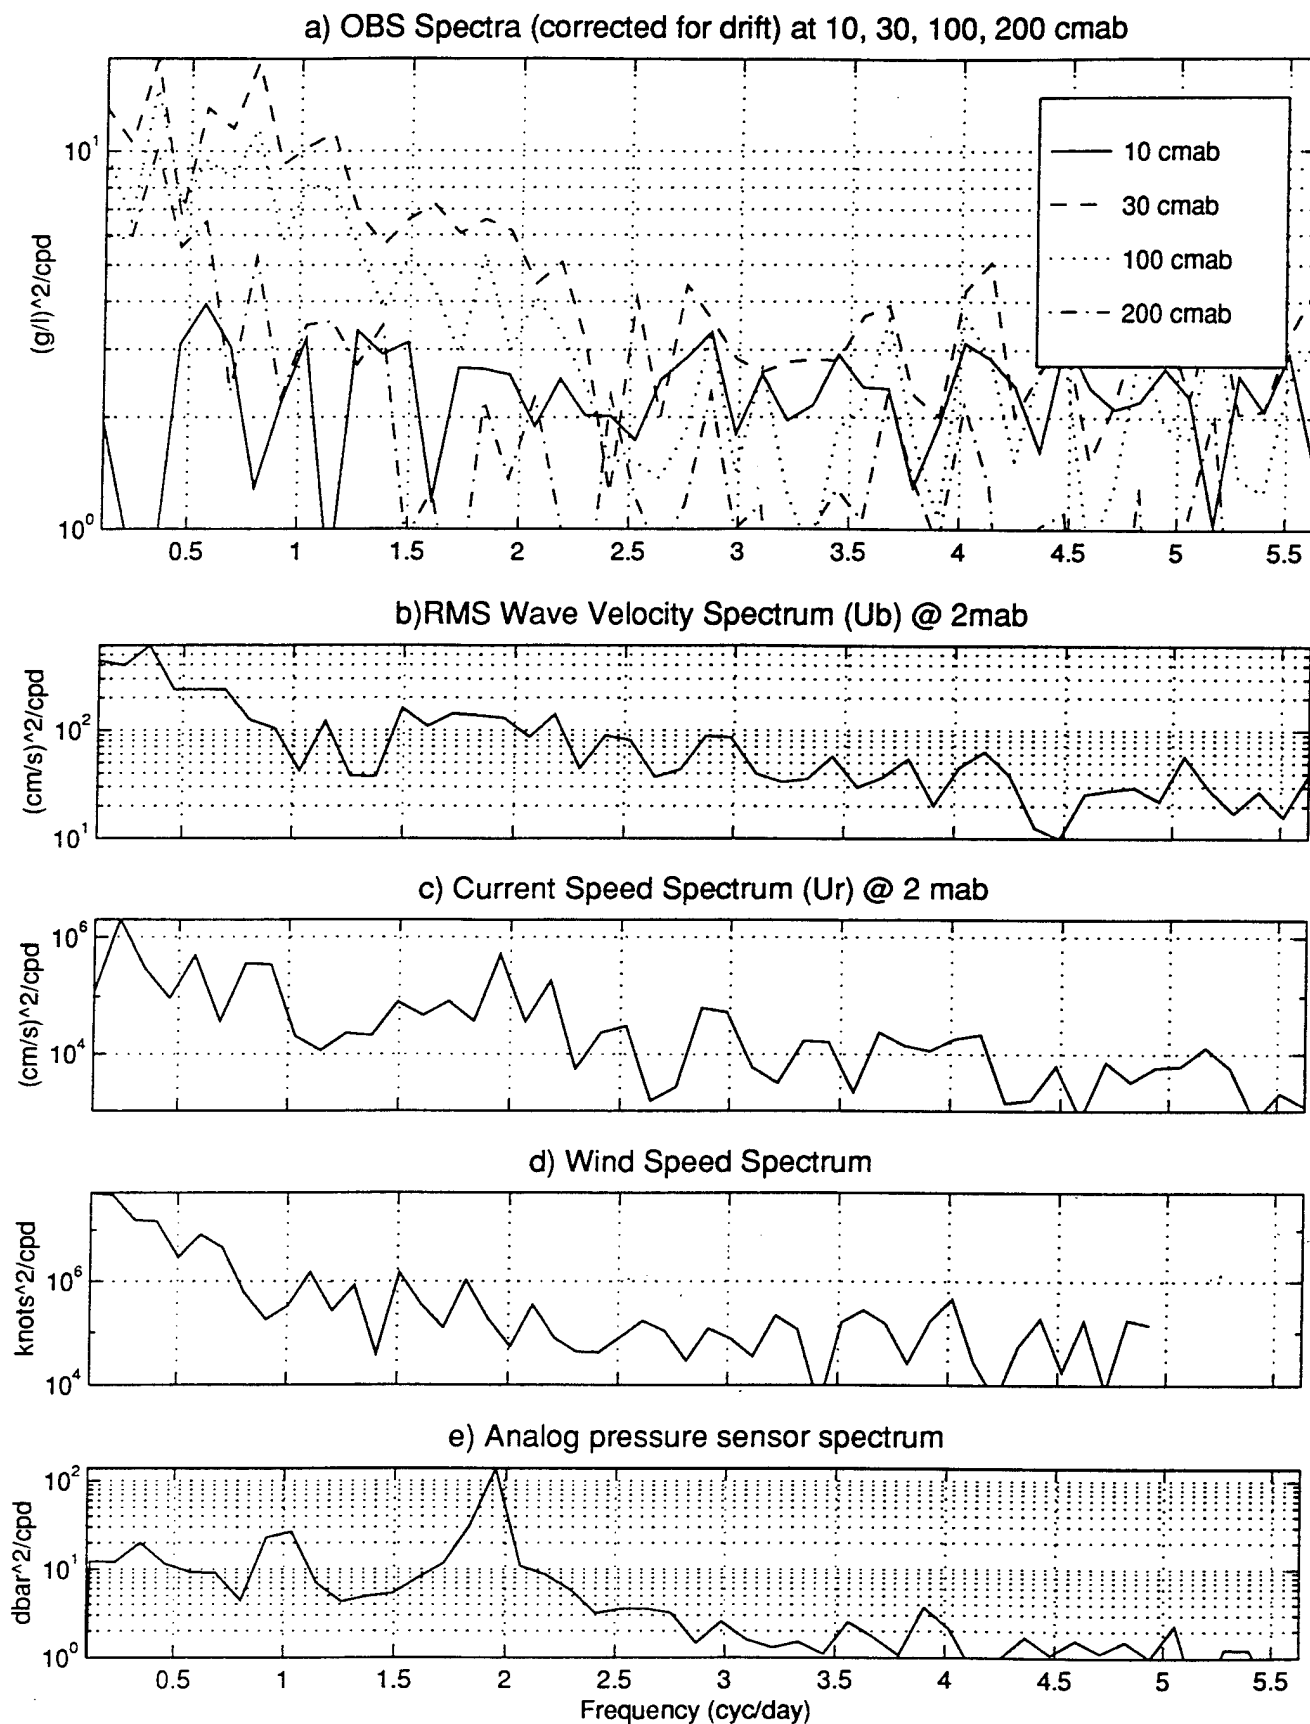 a) OBS Spectra (corrected for drift) at 10, 30, 100, 200 cmab
10^1
10^0
(g/l)^2/cpd
10 cmab
30 cmab
100 cmab
200 cmab
0.5 1 1.5 2 2.5 3 3.5 4 4.5 5 5.5
b)RMS Wave Velocity Spectrum (Ub) @ 2mab
10^2
10^1
(cm/s)^2/cpd
c) Current Speed Spectrum (Ur) @ 2 mab
10^6
10^4
(cm/s)^2/cpd
d) Wind Speed Spectrum
10^6
10^4
knots^2/cpd
e) Analog pressure sensor spectrum
10^2
10^1
10^0
dbar^2/cpd
0.5 1 1.5 2 2.5 3 3.5 4 4.5 5 5.5
Frequency (cyc/day)